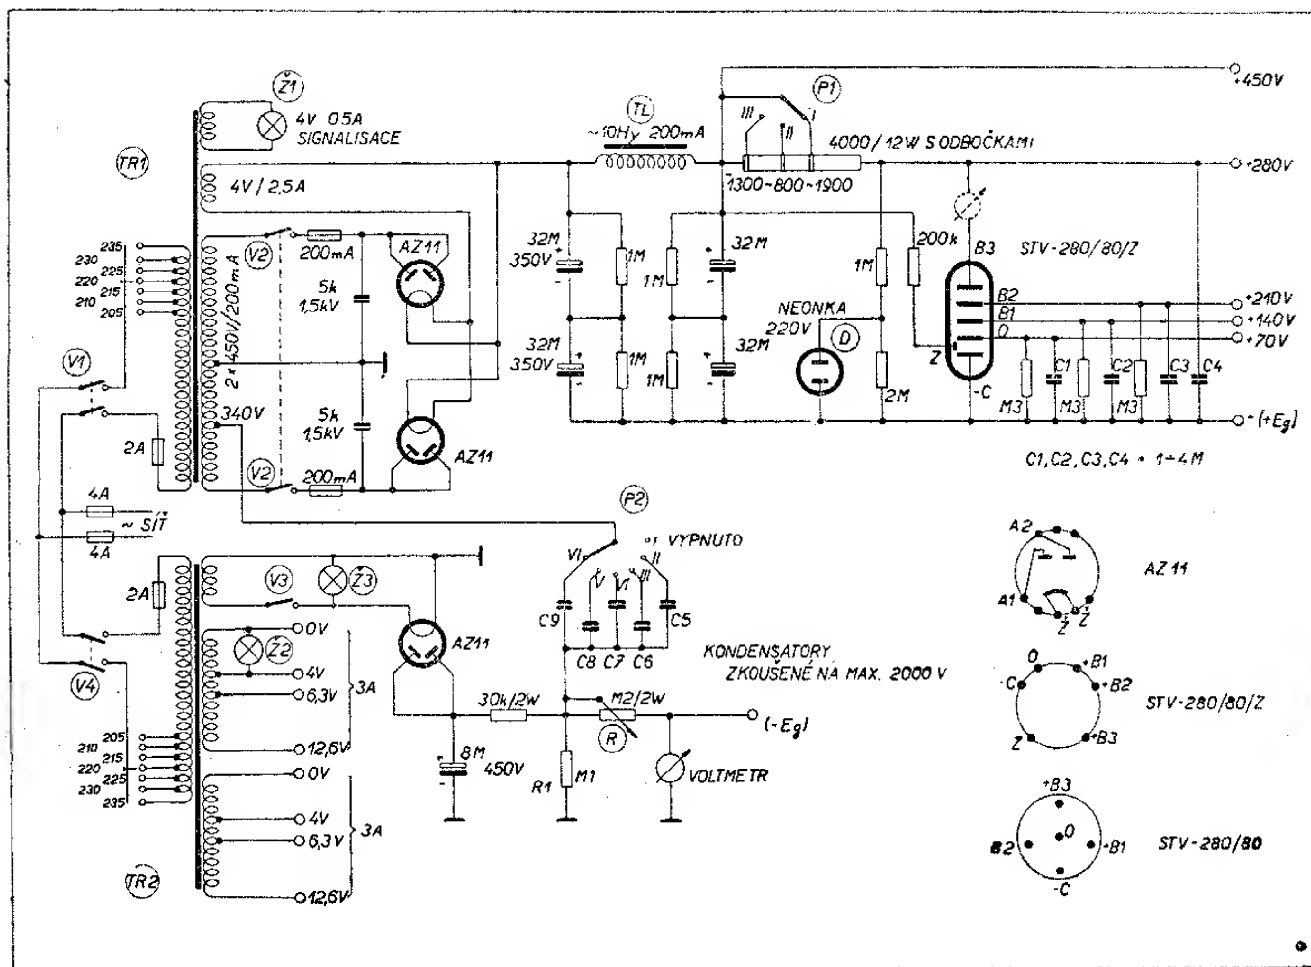 Ž1
4V 0,5A
SIGNALISACE
TR1
4V/2,5A
235
230
225
220
215
210
205
V2
200mA
AZ11
2×450V/200mA
5k
1,5kV
V1
340V
5k
1,5kV
2A
V2
200mA
AZ11
4A
~ SÍŤ
4A
TL
~10Hy 200mA
P1
III
II
I
4000/12W S ODBOČKAMI
1300~800~1900
+450V
+280V
32M
350V
1M
1M
32M
1M
200k
B3
STV-280/80/Z
NEONKA
220V
D
B2
B1
O
Z
-C
+210V
+140V
+70V
32M
350V
1M
1M
32M
2M
M3
C1
M3
C2
M3
C3
C4
-(+Eg)
C1,C2,C3,C4 = 1÷4M
P2
VYPNUTO
I
II
VI
V
VI
III
C9
C8
C7
C6
C5
KONDENSÁTORY
ZKOUŠENÉ NA MAX. 2000 V
2A
V3
Ž3
AZ11
0V
Ž2
4V
6,3V
3A
12,6V
V4
205
210
215
220
225
230
235
0V
4V
6,3V
3A
12,6V
TR2
30k/2W
M2/2W
R
(-Eg)
8M
450V
R1
M1
VOLTMETR
A2
A1
Ž
Ž
AZ11
O
+B1
-C
+B2
Z
+B3
STV-280/80/Z
+B3
O
B2
+B1
-C
STV-280/80